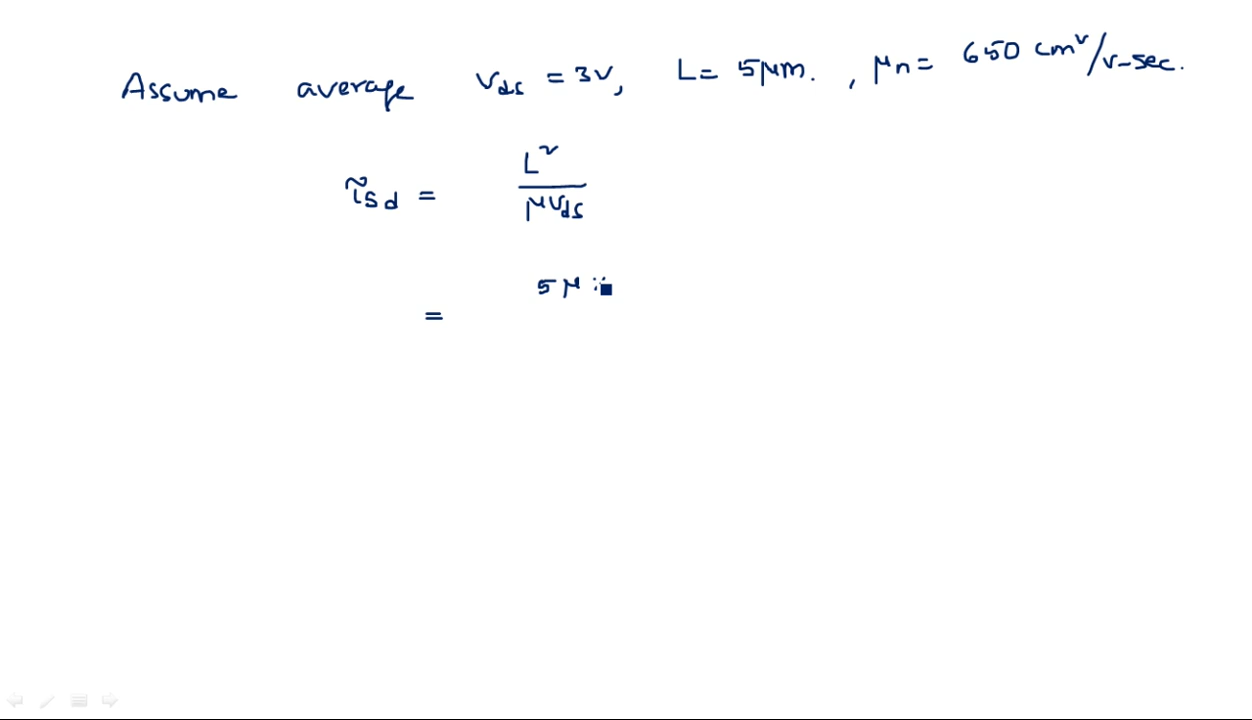 Assume average Vds = 3V, L = 5μm. , μn = 650 cm²/v-sec.
τsd = L²/μVds
= 5μ